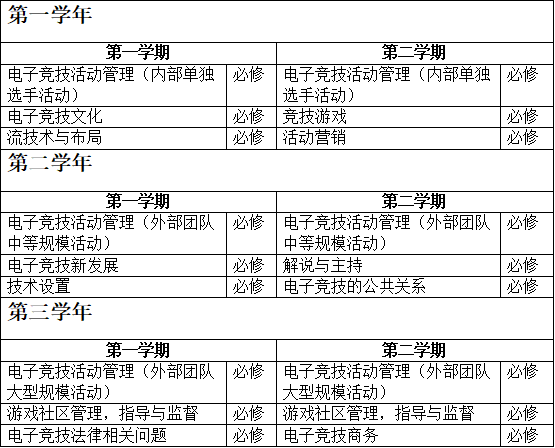 第一学年
第一学期 第二学期
电子竞技活动管理（内部单独选手活动） 必修 电子竞技活动管理（内部单独选手活动） 必修
电子竞技文化 必修 竞技游戏 必修
流技术与布局 必修 活动营销 必修
第二学年
第一学期 第二学期
电子竞技活动管理（外部团队中等规模活动） 必修 电子竞技活动管理（外部团队中等规模活动） 必修
电子竞技新发展 必修 解说与主持 必修
技术设置 必修 电子竞技的公共关系 必修
第三学年
第一学期 第二学期
电子竞技活动管理（外部团队大型规模活动） 必修 电子竞技活动管理（外部团队大型规模活动） 必修
游戏社区管理，指导与监督 必修 游戏社区管理，指导与监督 必修
电子竞技法律相关问题 必修 电子竞技商务 必修